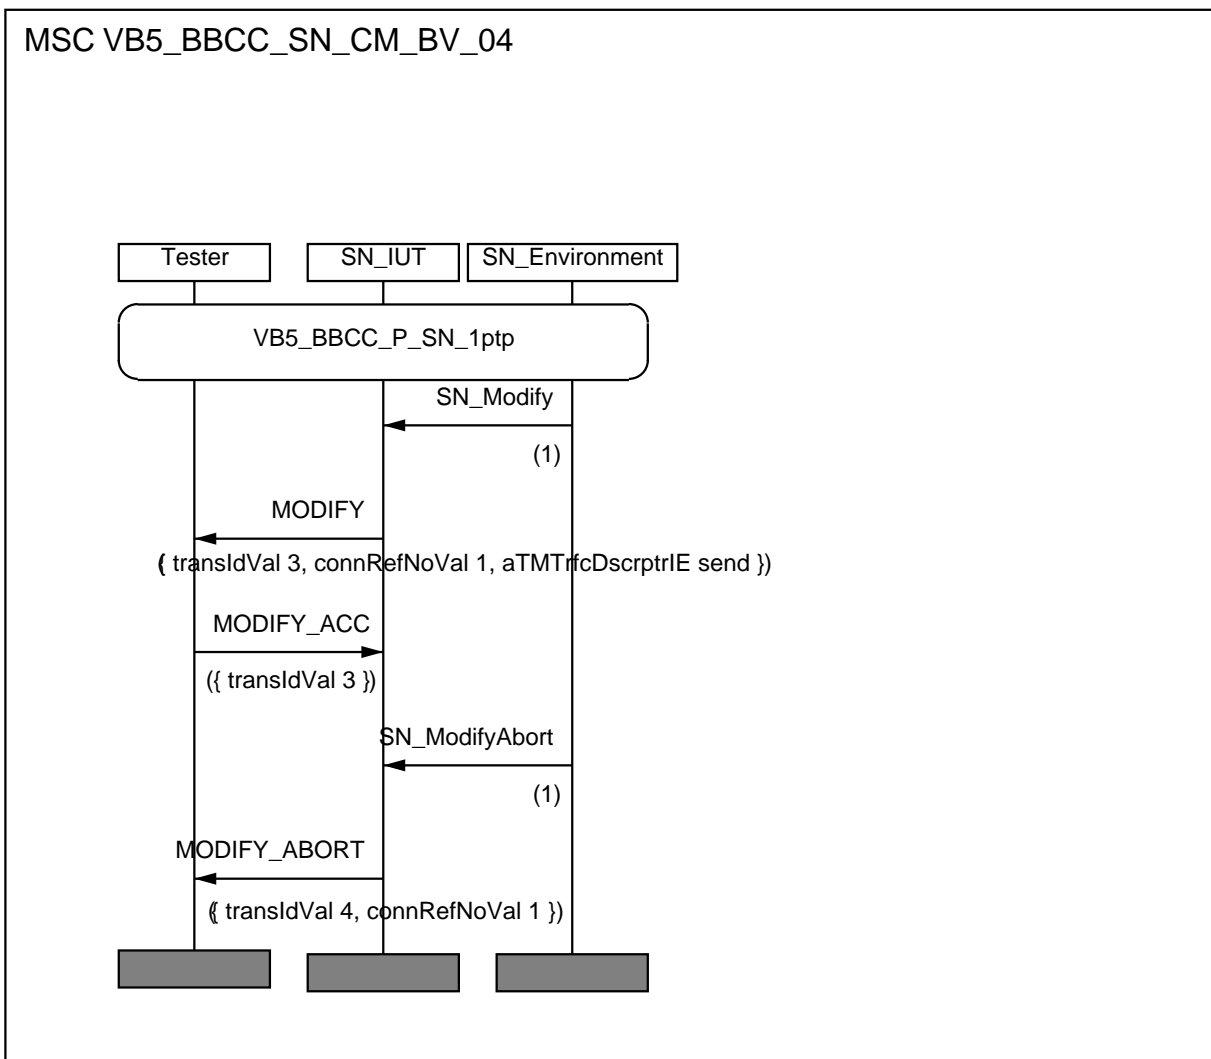 MSC VB5_BBCC_SN_CM_BV_04
Tester SN_IUT SN_Environment
VB5_BBCC_P_SN_1ptp
SN_Modify
(1)
MODIFY
({ transIdVal 3, connRefNoVal 1, aTMTrfcDscrptrIE send })
MODIFY_ACC
({ transIdVal 3 })
SN_ModifyAbort
(1)
MODIFY_ABORT
({ transIdVal 4, connRefNoVal 1 })